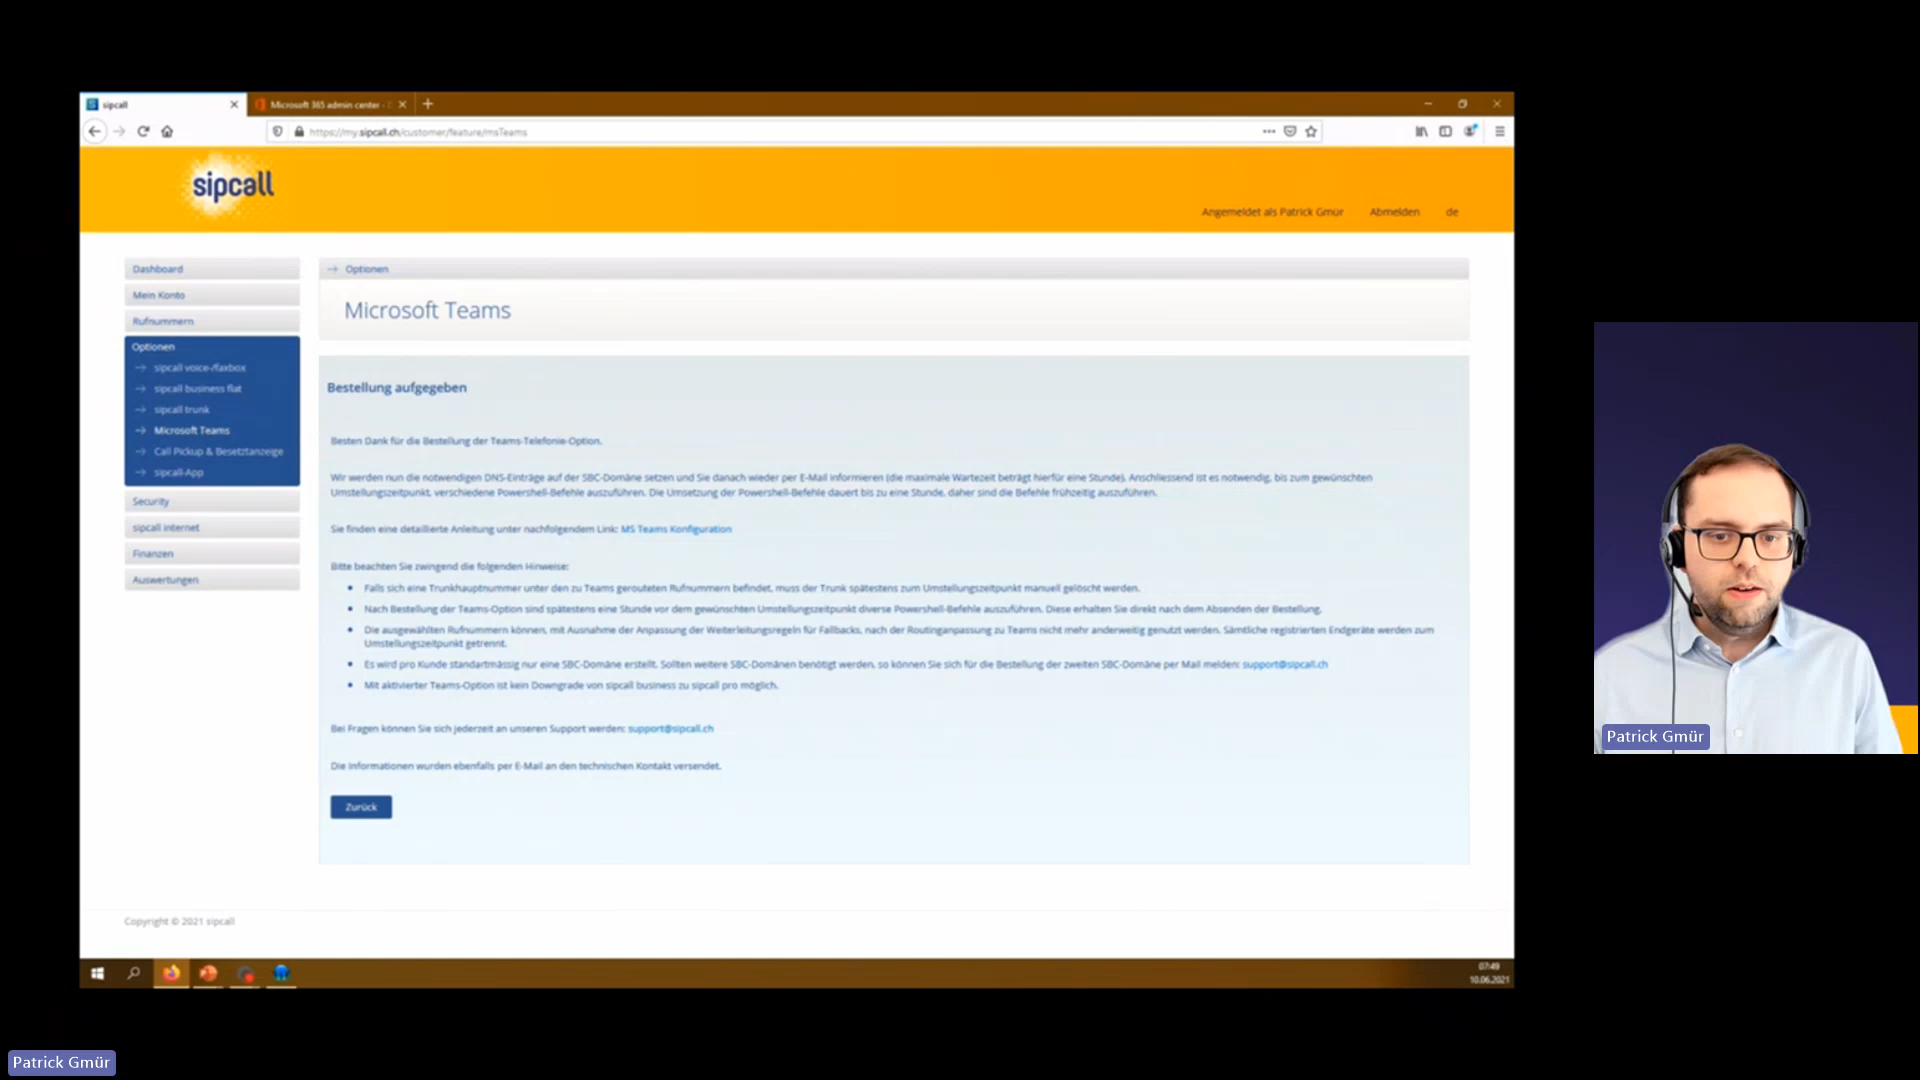 sipcall
Microsoft 365 admin center -
https://my.sipcall.ch/customer/feature/msTeams
sipcall
Angemeldet als Patrick Gmür Abmelden de
Dashboard
Mein Konto
Rufnummern
Optionen
sipcall voice-/faxbox
sipcall business flat
sipcall trunk
Microsoft Teams
Call Pickup & Besetztanzeige
sipcall-App
Security
sipcall internet
Finanzen
Auswertungen
Optionen
Microsoft Teams
Bestellung aufgegeben
Besten Dank für die Bestellung der Teams-Telefonie-Option.
Wir werden nun die notwendigen DNS-Einträge auf der SBC-Domäne setzen und Sie danach wieder per E-Mail informieren (die maximale Wartezeit beträgt hierfür eine Stunde). Anschliessend ist es notwendig, bis zum gewünschten
Umstellungszeitpunkt, verschiedene Powershell-Befehle auszuführen. Die Umsetzung der Powershell-Befehle dauert bis zu eine Stunde, daher sind die Befehle frühzeitig auszuführen.
Sie finden eine detaillierte Anleitung unter nachfolgendem Link: MS Teams Konfiguration
Bitte beachten Sie zwingend die folgenden Hinweise:
Falls sich eine Trunkhauptnummer unter den zu Teams gerouteten Rufnummern befindet, muss der Trunk spätestens zum Umstellungszeitpunkt manuell gelöscht werden.
Nach Bestellung der Teams-Option sind spätestens eine Stunde vor dem gewünschten Umstellungszeitpunkt diverse Powershell-Befehle auszuführen. Diese erhalten Sie direkt nach dem Absenden der Bestellung.
Die ausgewählten Rufnummern können, mit Ausnahme der Anpassung der Weiterleitungsregeln für Fallbacks, nach der Routinganpassung zu Teams nicht mehr anderweitig genutzt werden. Sämtliche registrierten Endgeräte werden zum
Umstellungszeitpunkt getrennt.
Es wird pro Kunde standartmässig nur eine SBC-Domäne erstellt. Sollten weitere SBC-Domänen benötigt werden, so können Sie sich für die Bestellung der zweiten SBC-Domäne per Mail melden: support@sipcall.ch
Mit aktivierter Teams-Option ist kein Downgrade von sipcall business zu sipcall pro möglich.
Bei Fragen können Sie sich jederzeit an unseren Support werden: support@sipcall.ch
Die Informationen wurden ebenfalls per E-Mail an den technischen Kontakt versendet.
Zurück
Copyright © 2021 sipcall
07:49
10.06.2021
Patrick Gmür
Patrick Gmür